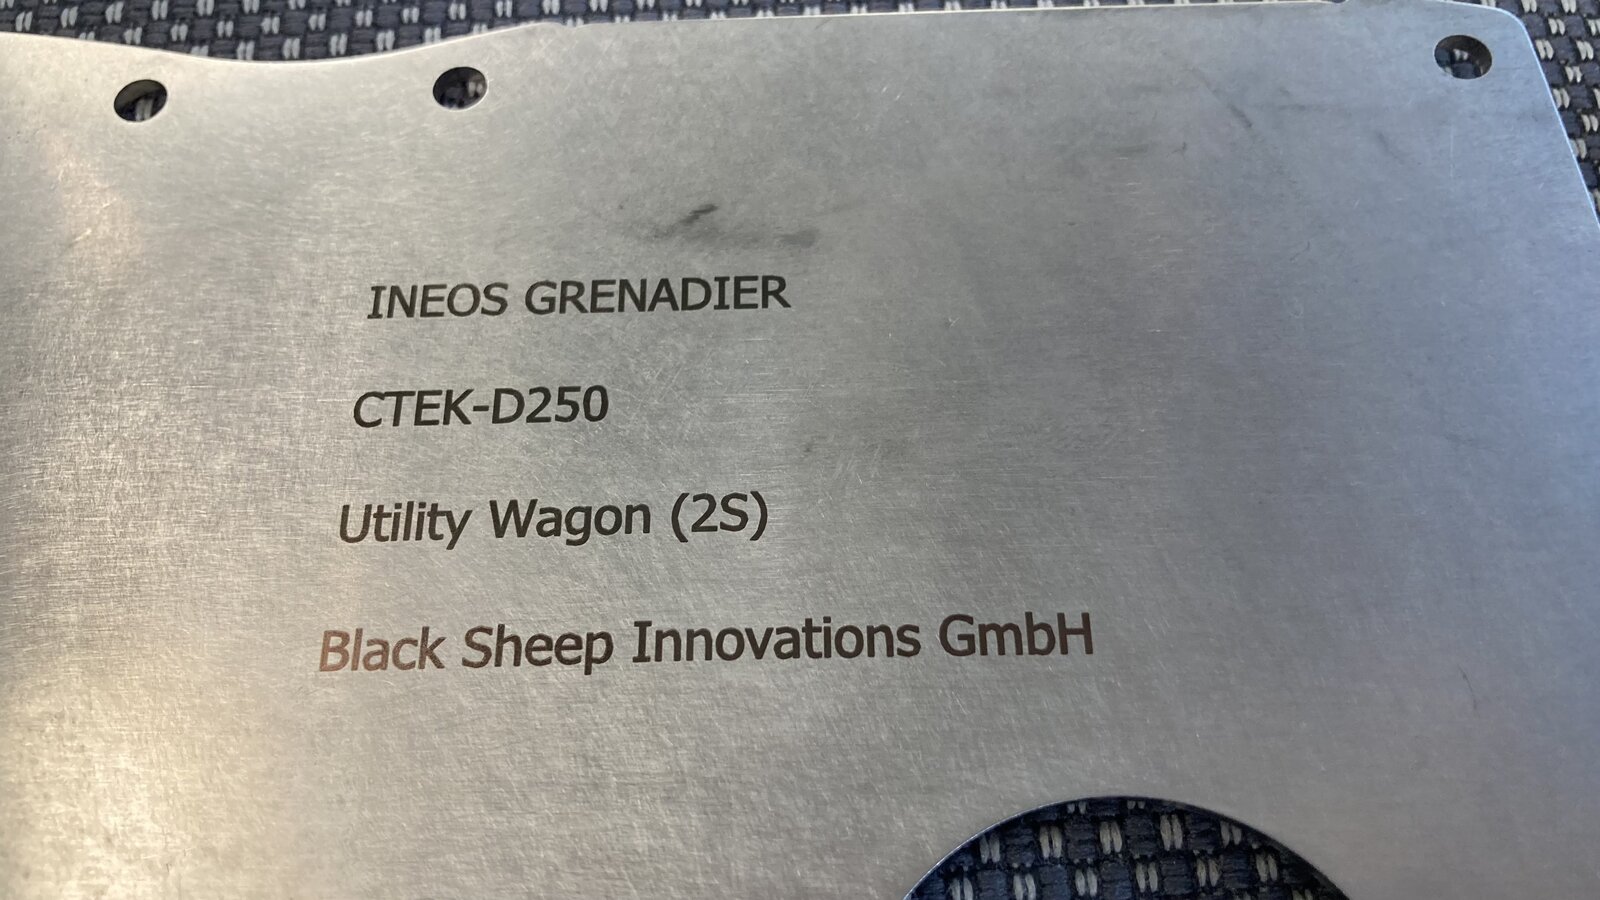 INEOS GRENADIER
CTEK-D250
Utility Wagon (2S)
Black Sheep Innovations GmbH